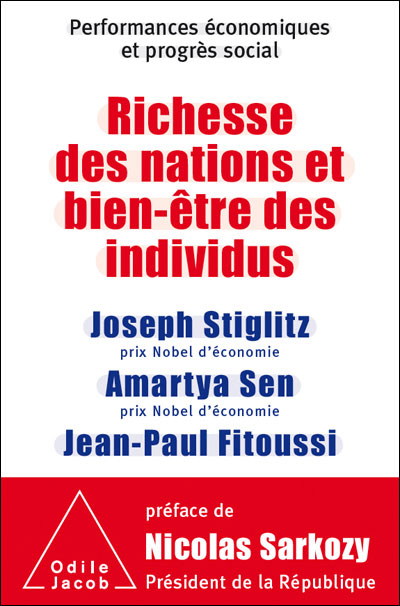 Performances économiques
et progrès social
Richesse
des nations et
bien-être des
individus
Joseph Stiglitz
prix Nobel d'économie
Amartya Sen
prix Nobel d'économie
Jean-Paul Fitoussi
préface de
Nicolas Sarkozy
Président de la République
Odile
Jacob